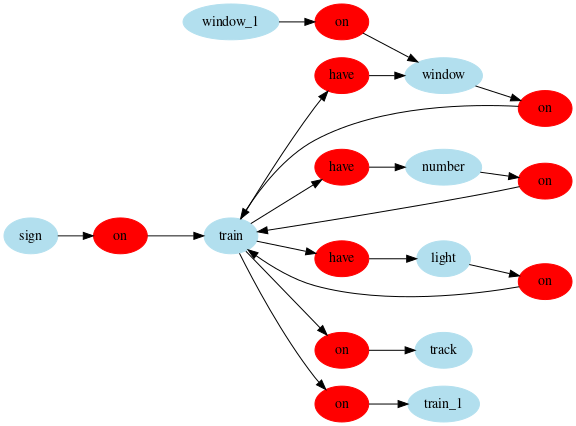 window_1 on
have window
on
have number
on
sign on train
have light
on
on track
on train_1